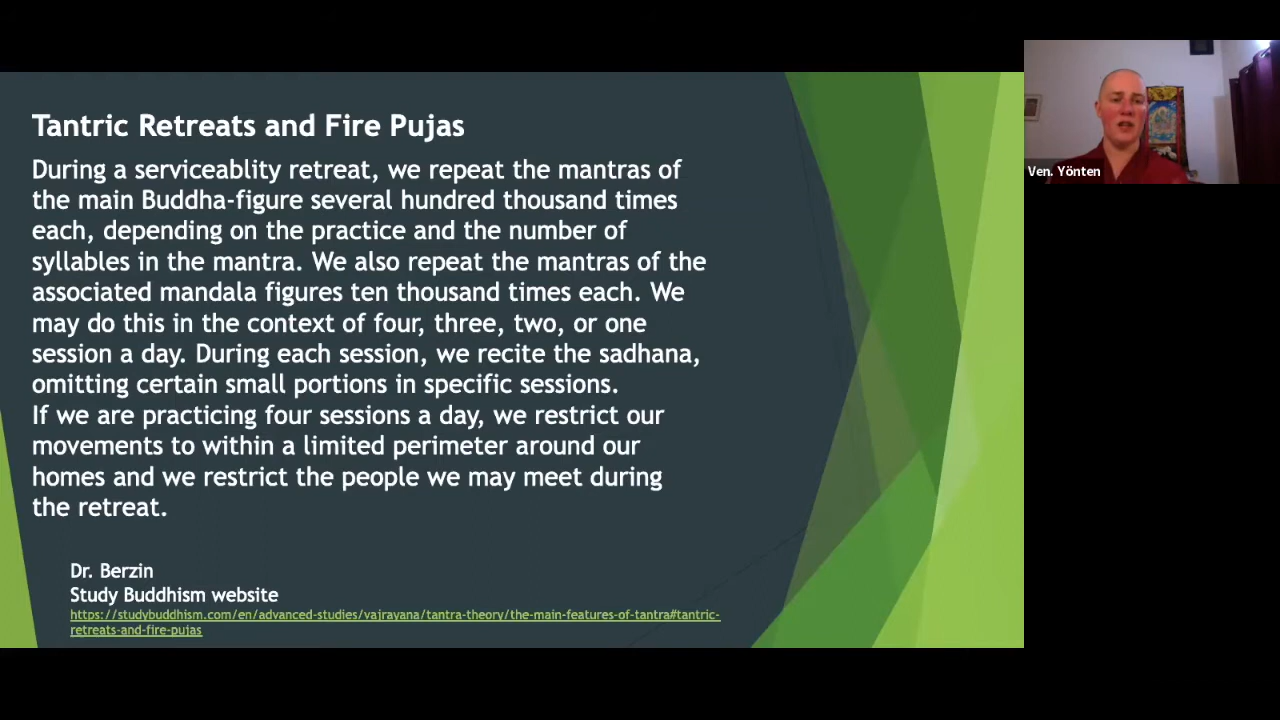 Tantric Retreats and Fire Pujas
During a serviceablity retreat, we repeat the mantras of
the main Buddha-figure several hundred thousand times
each, depending on the practice and the number of
syllables in the mantra. We also repeat the mantras of the
associated mandala figures ten thousand times each. We
may do this in the context of four, three, two, or one
session a day. During each session, we recite the sadhana,
omitting certain small portions in specific sessions.
If we are practicing four sessions a day, we restrict our
movements to within a limited perimeter around our
homes and we restrict the people we may meet during
the retreat.
Dr. Berzin
Study Buddhism website
https://studybuddhism.com/en/advanced-studies/vajrayana/tantra-theory/the-main-features-of-tantra#tantric-
retreats-and-fire-pujas
Ven. Yönten